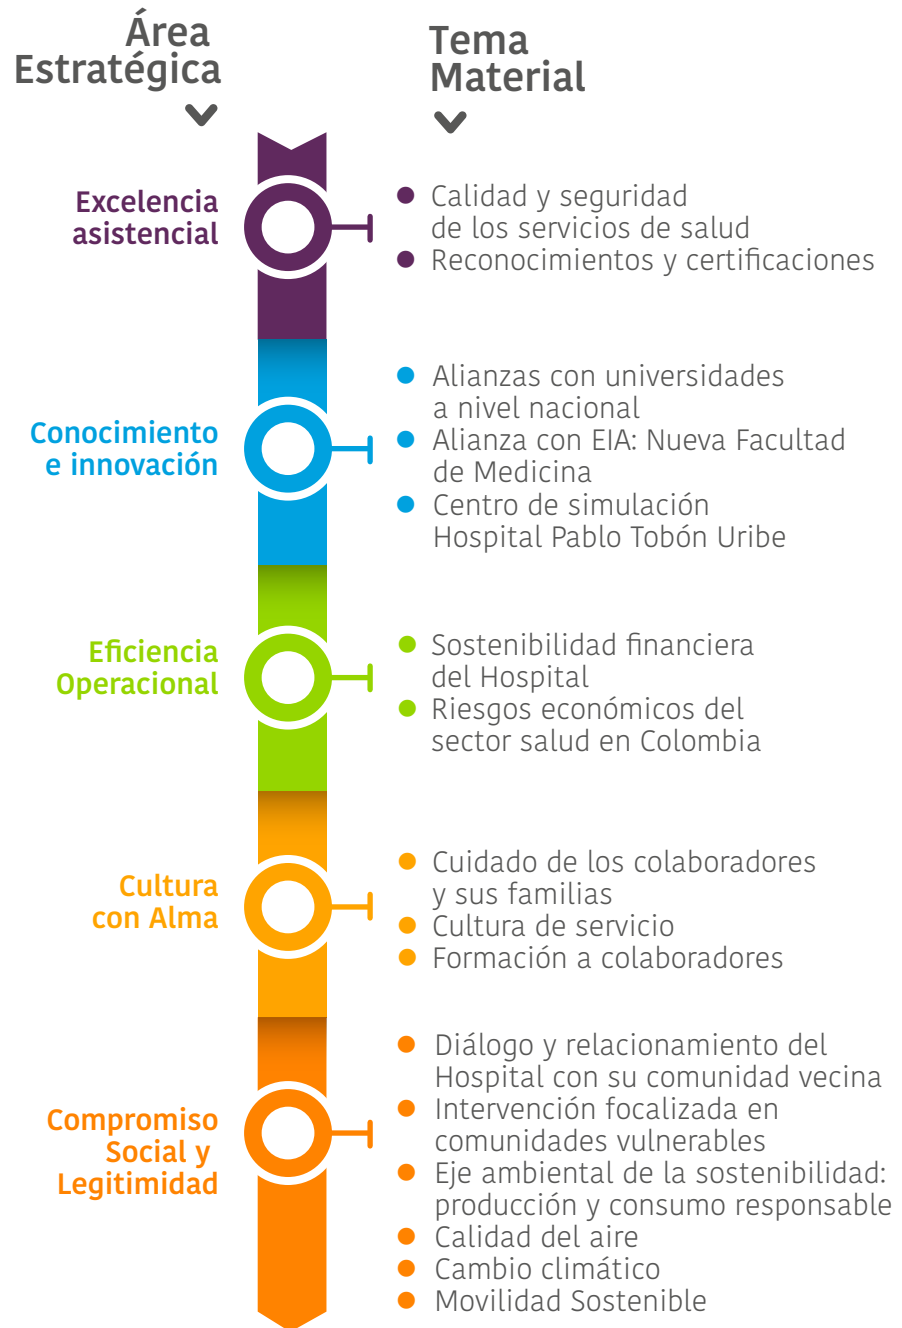 Área
Estratégica
Tema
Material
Excelencia
asistencial
Calidad y seguridad
de los servicios de salud
Reconocimientos y certificaciones
Conocimiento
e innovación
Alianzas con universidades
a nivel nacional
Alianza con EIA: Nueva Facultad
de Medicina
Centro de simulación
Hospital Pablo Tobón Uribe
Eficiencia
Operacional
Sostenibilidad financiera
del Hospital
Riesgos económicos del
sector salud en Colombia
Cultura
con Alma
Cuidado de los colaboradores
y sus familias
Cultura de servicio
Formación a colaboradores
Compromiso
Social y
Legitimidad
Diálogo y relacionamiento del
Hospital con su comunidad vecina
Intervención focalizada en
comunidades vulnerables
Eje ambiental de la sostenibilidad:
producción y consumo responsable
Calidad del aire
Cambio climático
Movilidad Sostenible